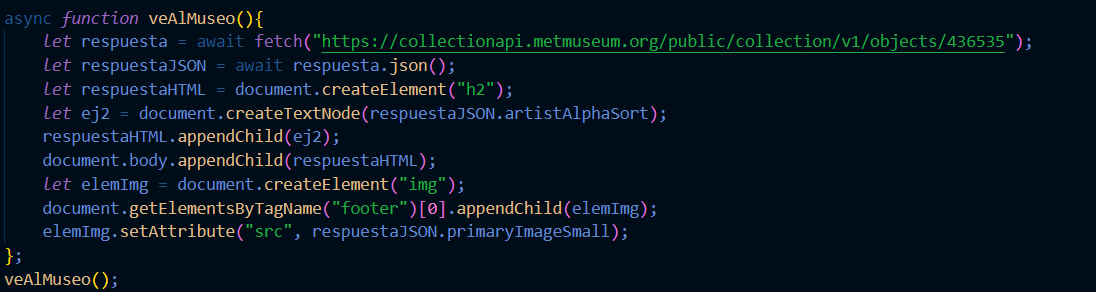 async function veAlMuseo(){
    let respuesta = await fetch("https://collectionapi.metmuseum.org/public/collection/v1/objects/436535");
    let respuestaJSON = await respuesta.json();
    let respuestaHTML = document.createElement("h2");
    let ej2 = document.createTextNode(respuestaJSON.artistAlphaSort);
    respuestaHTML.appendChild(ej2);
    document.body.appendChild(respuestaHTML);
    let elemImg = document.createElement("img");
    document.getElementsByTagName("footer")[0].appendChild(elemImg);
    elemImg.setAttribute("src", respuestaJSON.primaryImageSmall);
};
veAlMuseo();